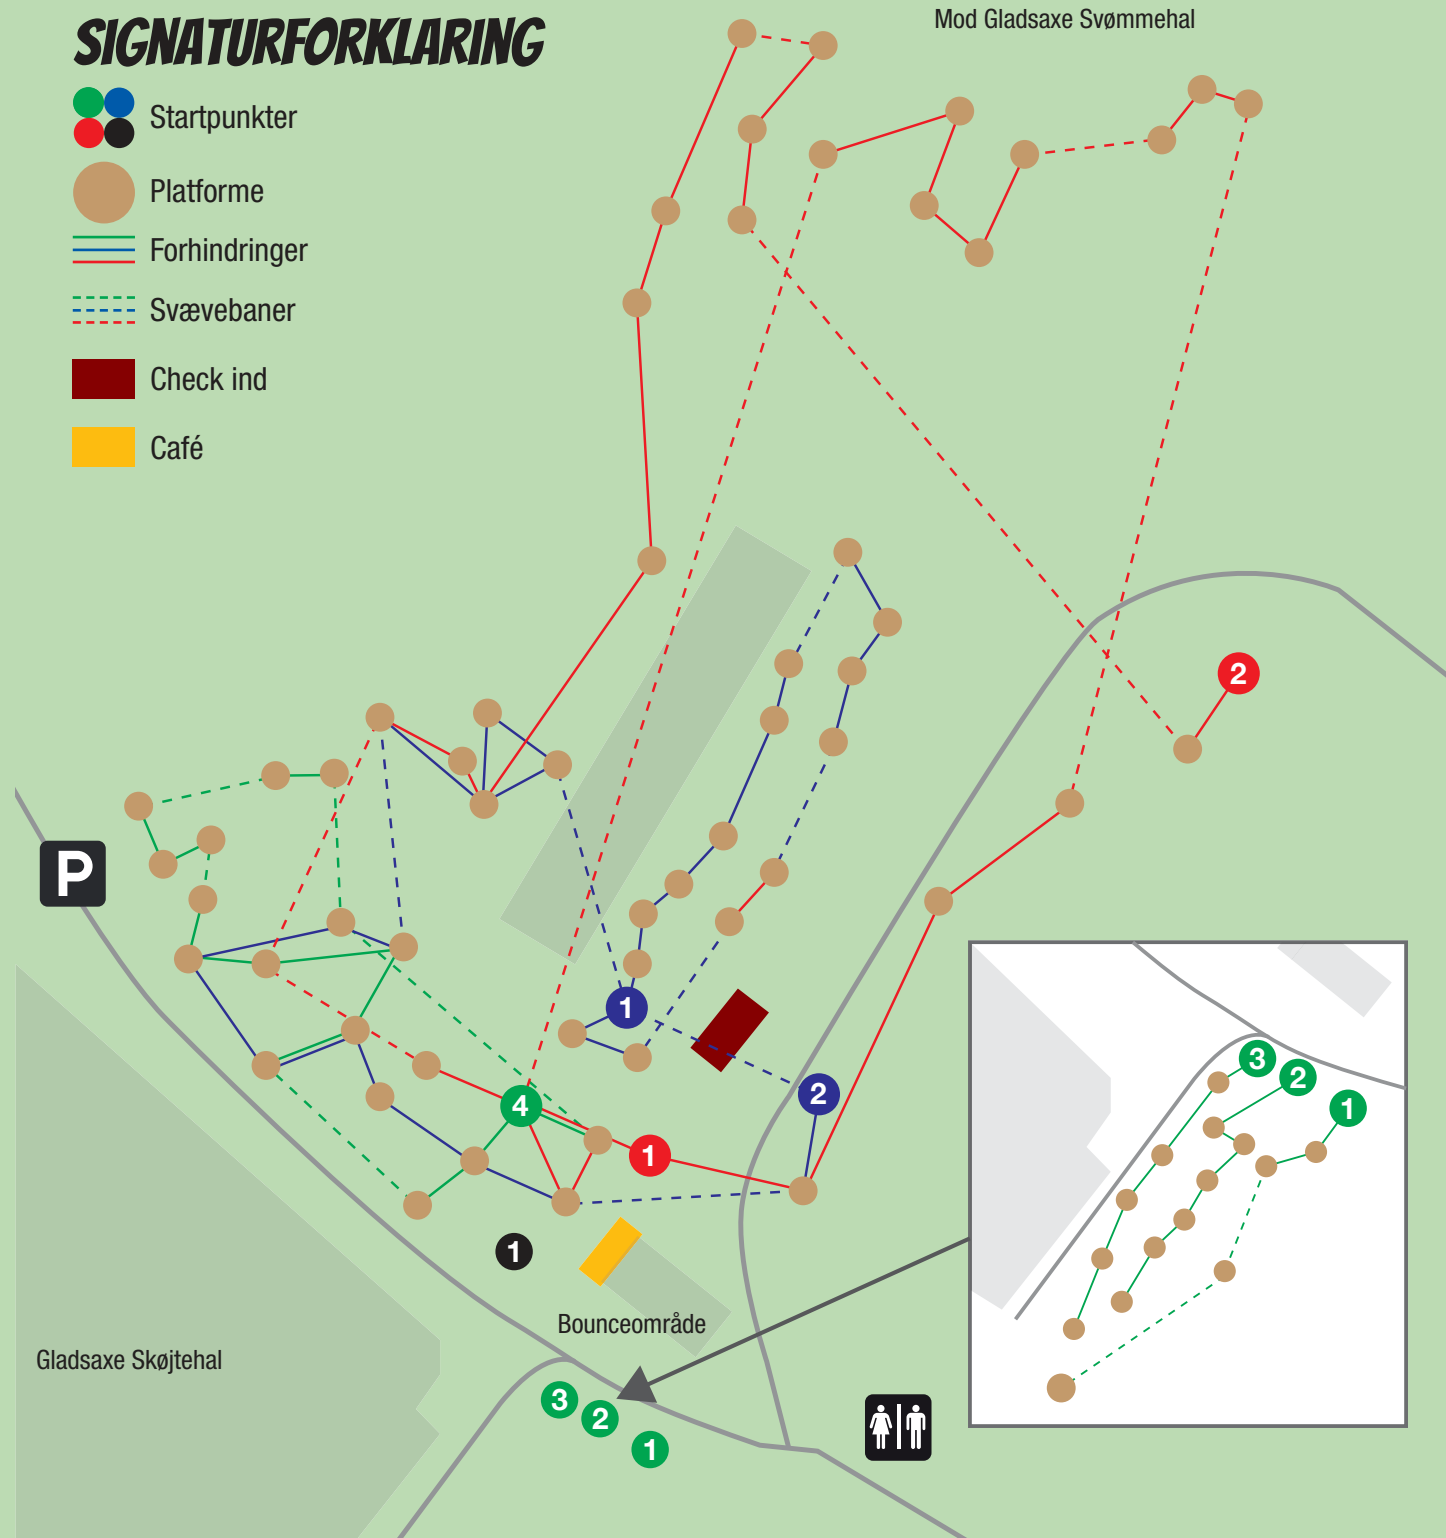 SIGNATURFORKLARING
Mod Gladsaxe Svømmehal
Startpunkter
Platforme
Forhindringer
Svævebaner
Check ind
Café
2
P
1
2
4
1
1
3
2
1
Bounceområde
Gladsaxe Skøjtehal
3
2
1